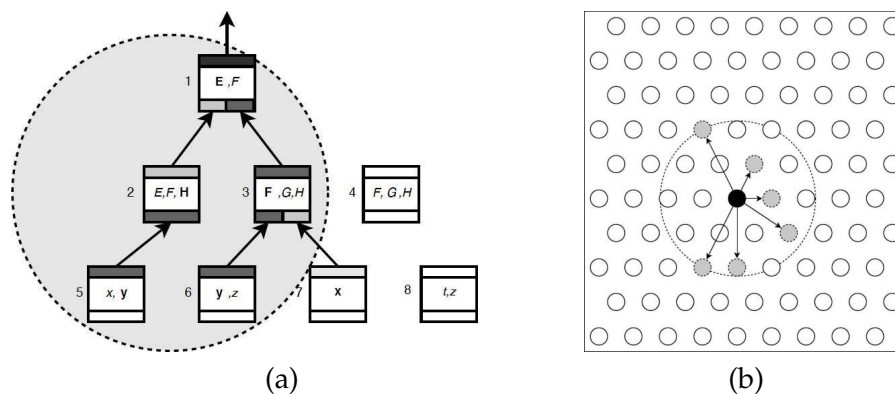 1 E ,F
2 E,F, H
3 F ,G,H
4 F, G ,H
5 x, y
6 y ,z
7 x
8 t,z
(a)
(b)